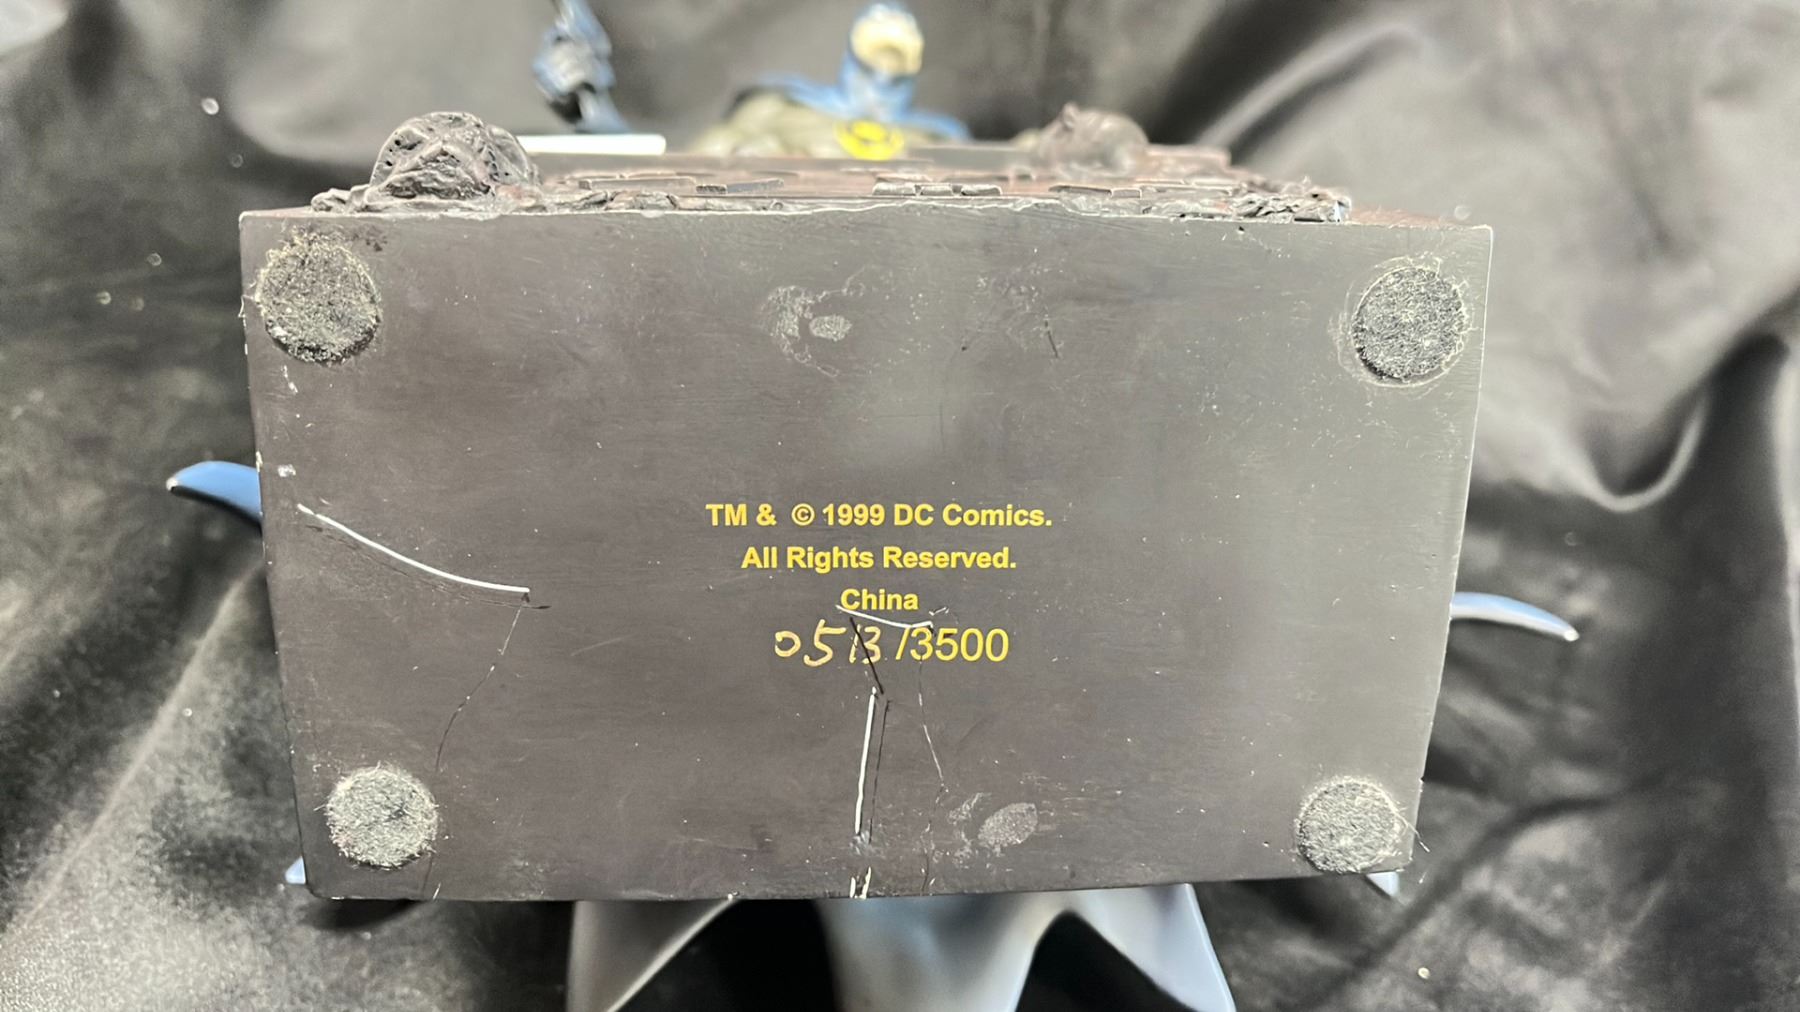 TM & © 1999 DC Comics.
All Rights Reserved.
China
0513 /3500